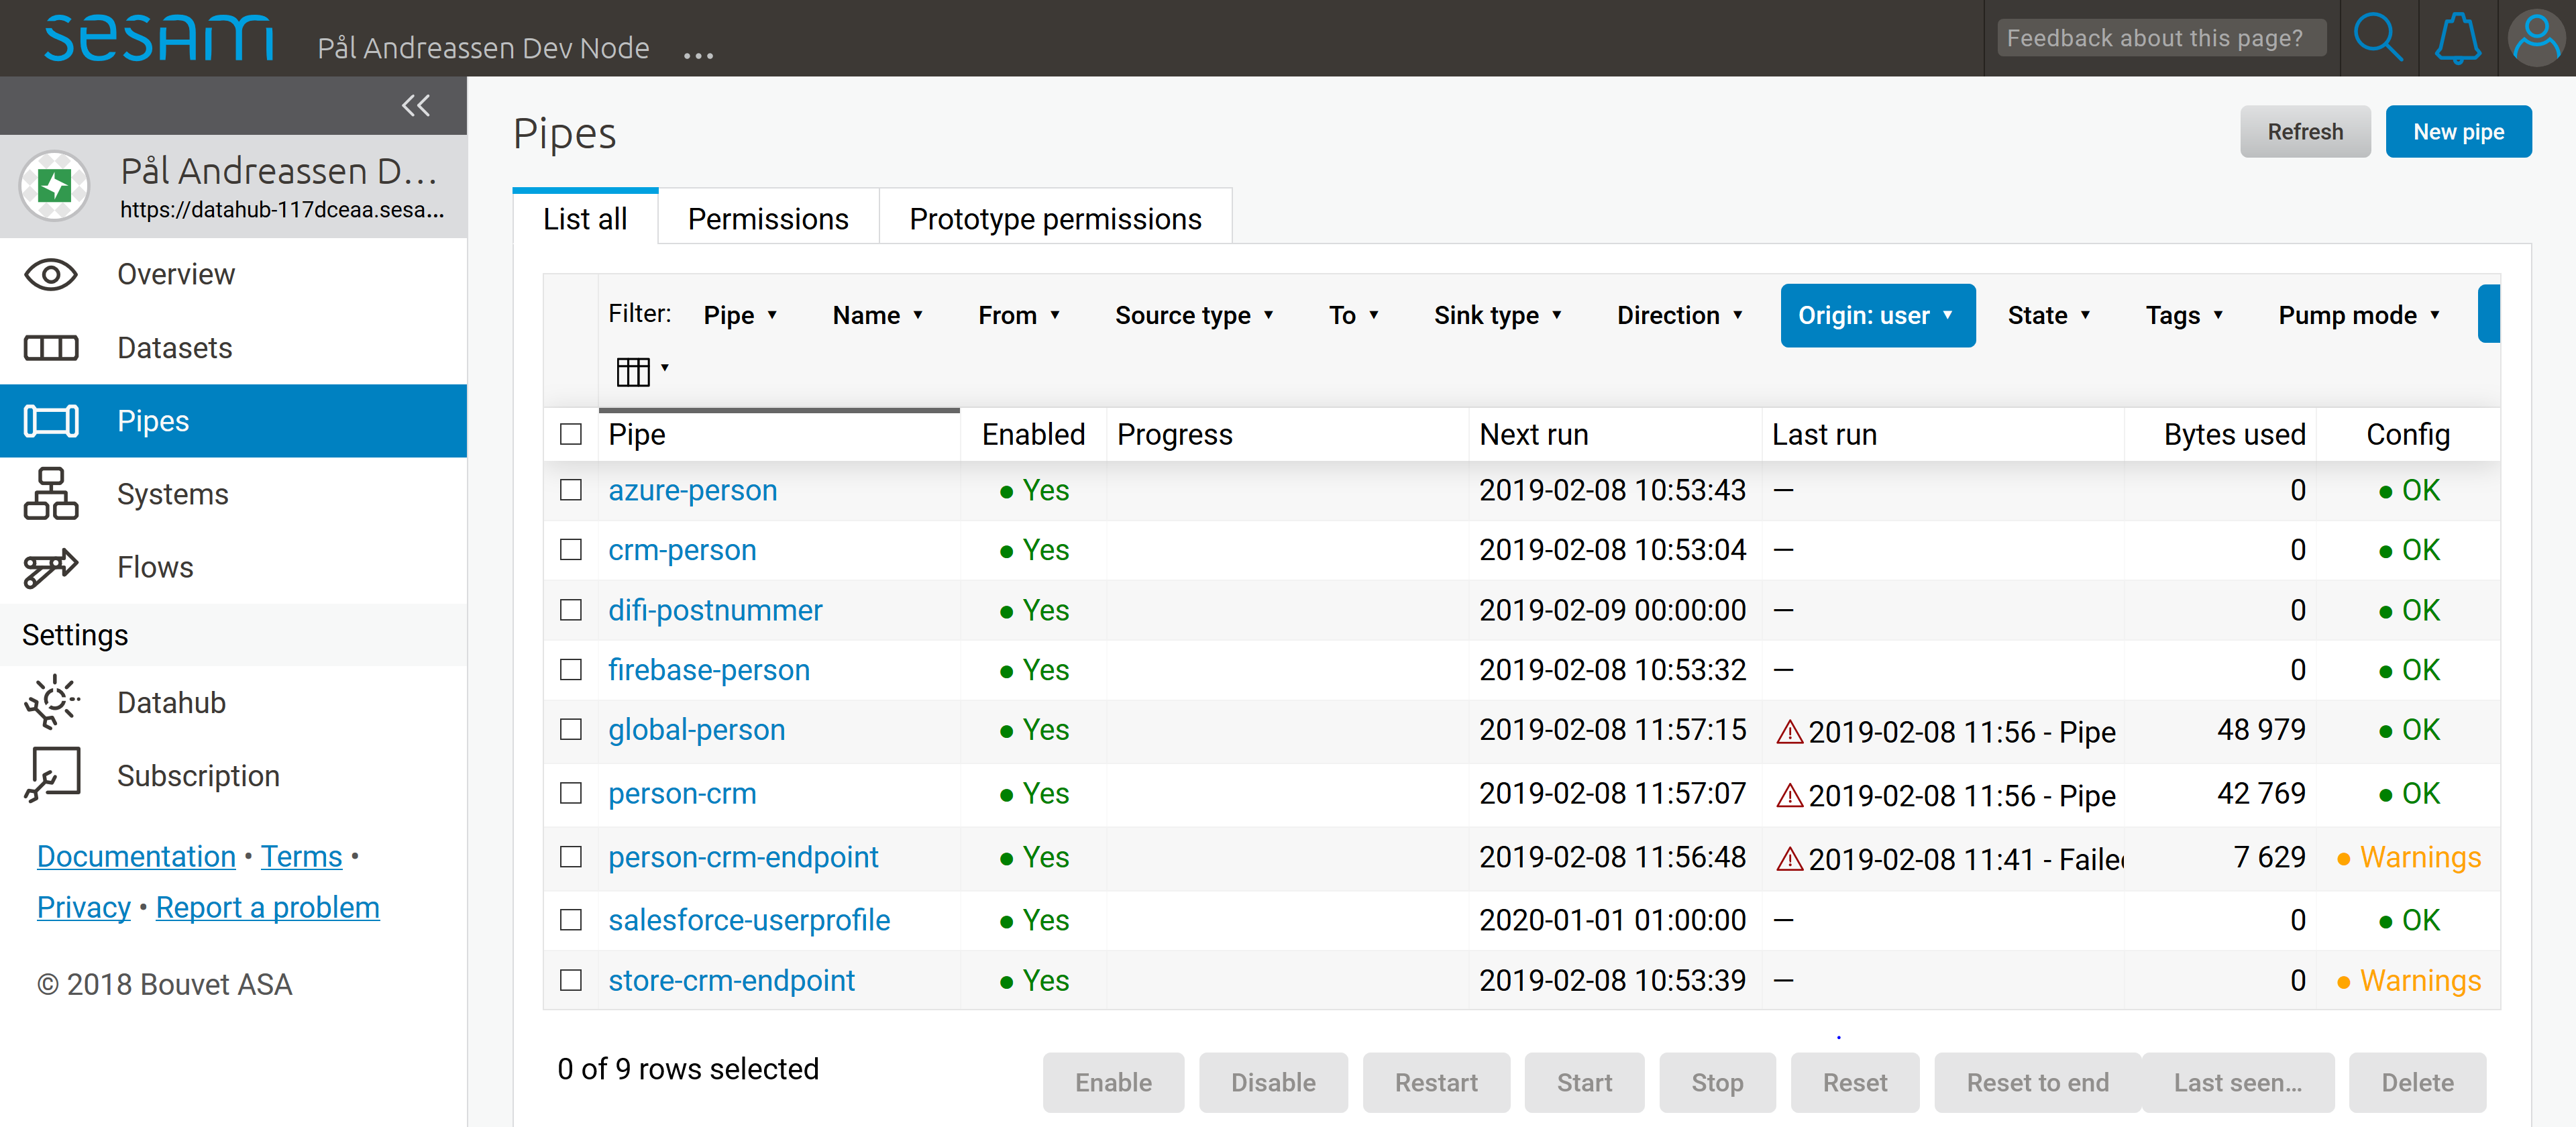 sesam Pål Andreassen Dev Node ... Feedback about this page?
Pål Andreassen D...
https://datahub-117dceaa.sesa...
Overview
Datasets
Pipes
Systems
Flows
Settings
Datahub
Subscription
Documentation • Terms •
Privacy • Report a problem
© 2018 Bouvet ASA
Pipes
Refresh New pipe
List all Permissions Prototype permissions
Filter: Pipe Name From Source type To Sink type Direction Origin: user State Tags Pump mode
Pipe Enabled Progress Next run Last run Bytes used Config
azure-person Yes 2019-02-08 10:53:43 — 0 OK
crm-person Yes 2019-02-08 10:53:04 — 0 OK
difi-postnummer Yes 2019-02-09 00:00:00 — 0 OK
firebase-person Yes 2019-02-08 10:53:32 — 0 OK
global-person Yes 2019-02-08 11:57:15 2019-02-08 11:56 - Pipe 48 979 OK
person-crm Yes 2019-02-08 11:57:07 2019-02-08 11:56 - Pipe 42 769 OK
person-crm-endpoint Yes 2019-02-08 11:56:48 2019-02-08 11:41 - Failed 7 629 Warnings
salesforce-userprofile Yes 2020-01-01 01:00:00 — 0 OK
store-crm-endpoint Yes 2019-02-08 10:53:39 — 0 Warnings
0 of 9 rows selected Enable Disable Restart Start Stop Reset Reset to end Last seen... Delete